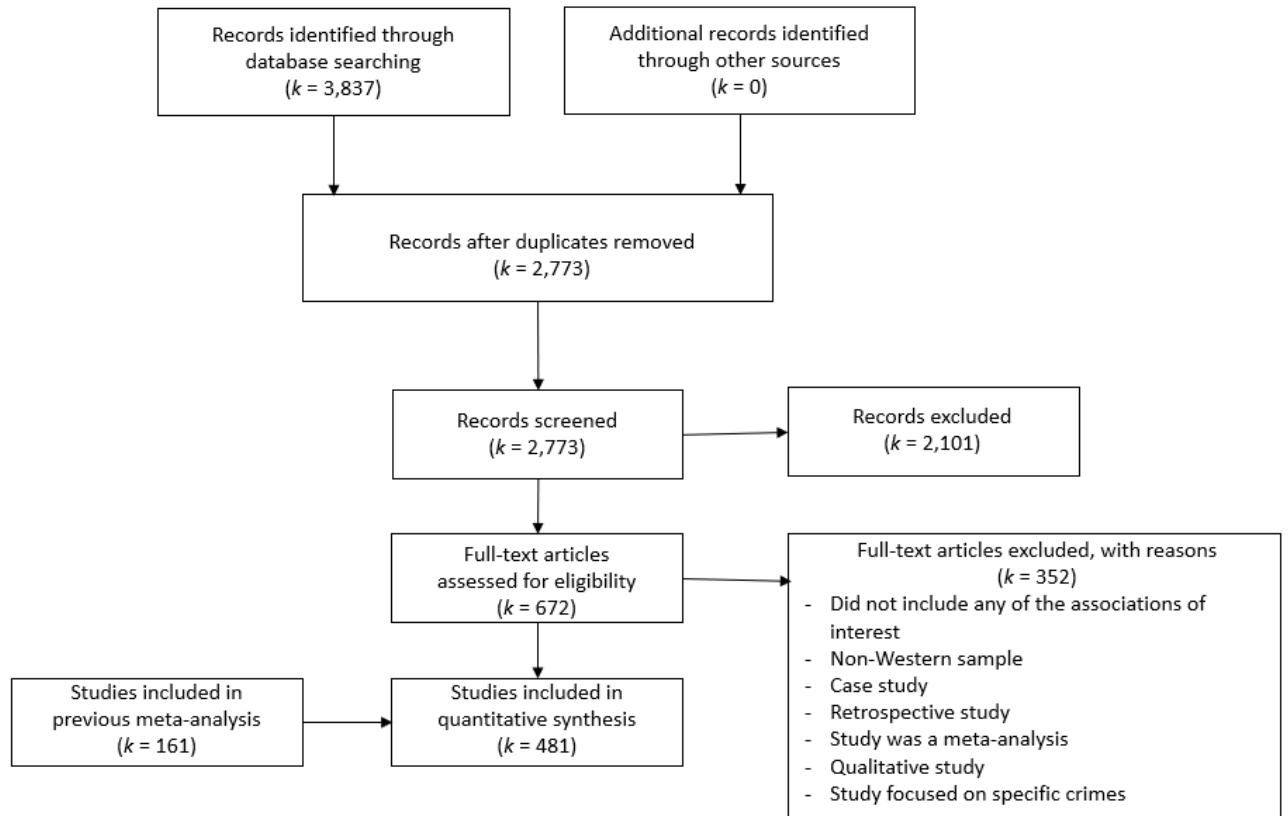 Records identified through
database searching
(k = 3,837)
Additional records identified
through other sources
(k = 0)
Records after duplicates removed
(k = 2,773)
Records screened
(k = 2,773)
Records excluded
(k = 2,101)
Full-text articles
assessed for eligibility
(k = 672)
Full-text articles excluded, with reasons
(k = 352)
- Did not include any of the associations of
interest
- Non-Western sample
- Case study
- Retrospective study
- Study was a meta-analysis
- Qualitative study
- Study focused on specific crimes
Studies included in
previous meta-analysis
(k = 161)
Studies included in
quantitative synthesis
(k = 481)